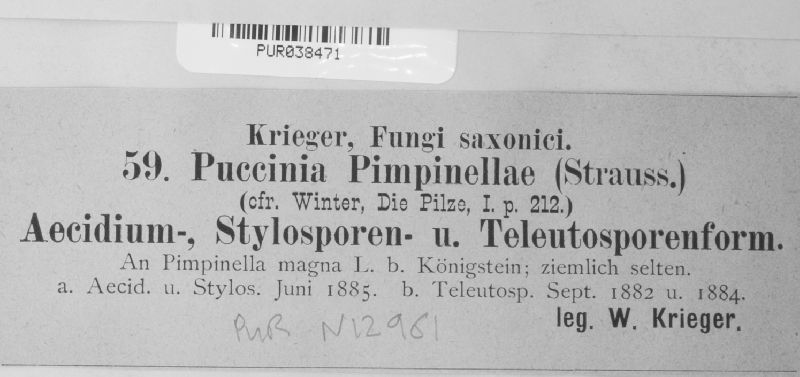 PUR038471
Krieger, Fungi saxonici.
59. Puccinia Pimpinellae (Strauss.)
(cfr. Winter, Die Pilze, I. p. 212.)
Aecidium-, Stylosporen- u. Teleutosporenform.
An Pimpinella magna L. b. Königstein; ziemlich selten.
a. Aecid. u. Stylos. Juni 1885. b. Teleutosp. Sept. 1882 u. 1884.
leg. W. Krieger.
PUR N12961